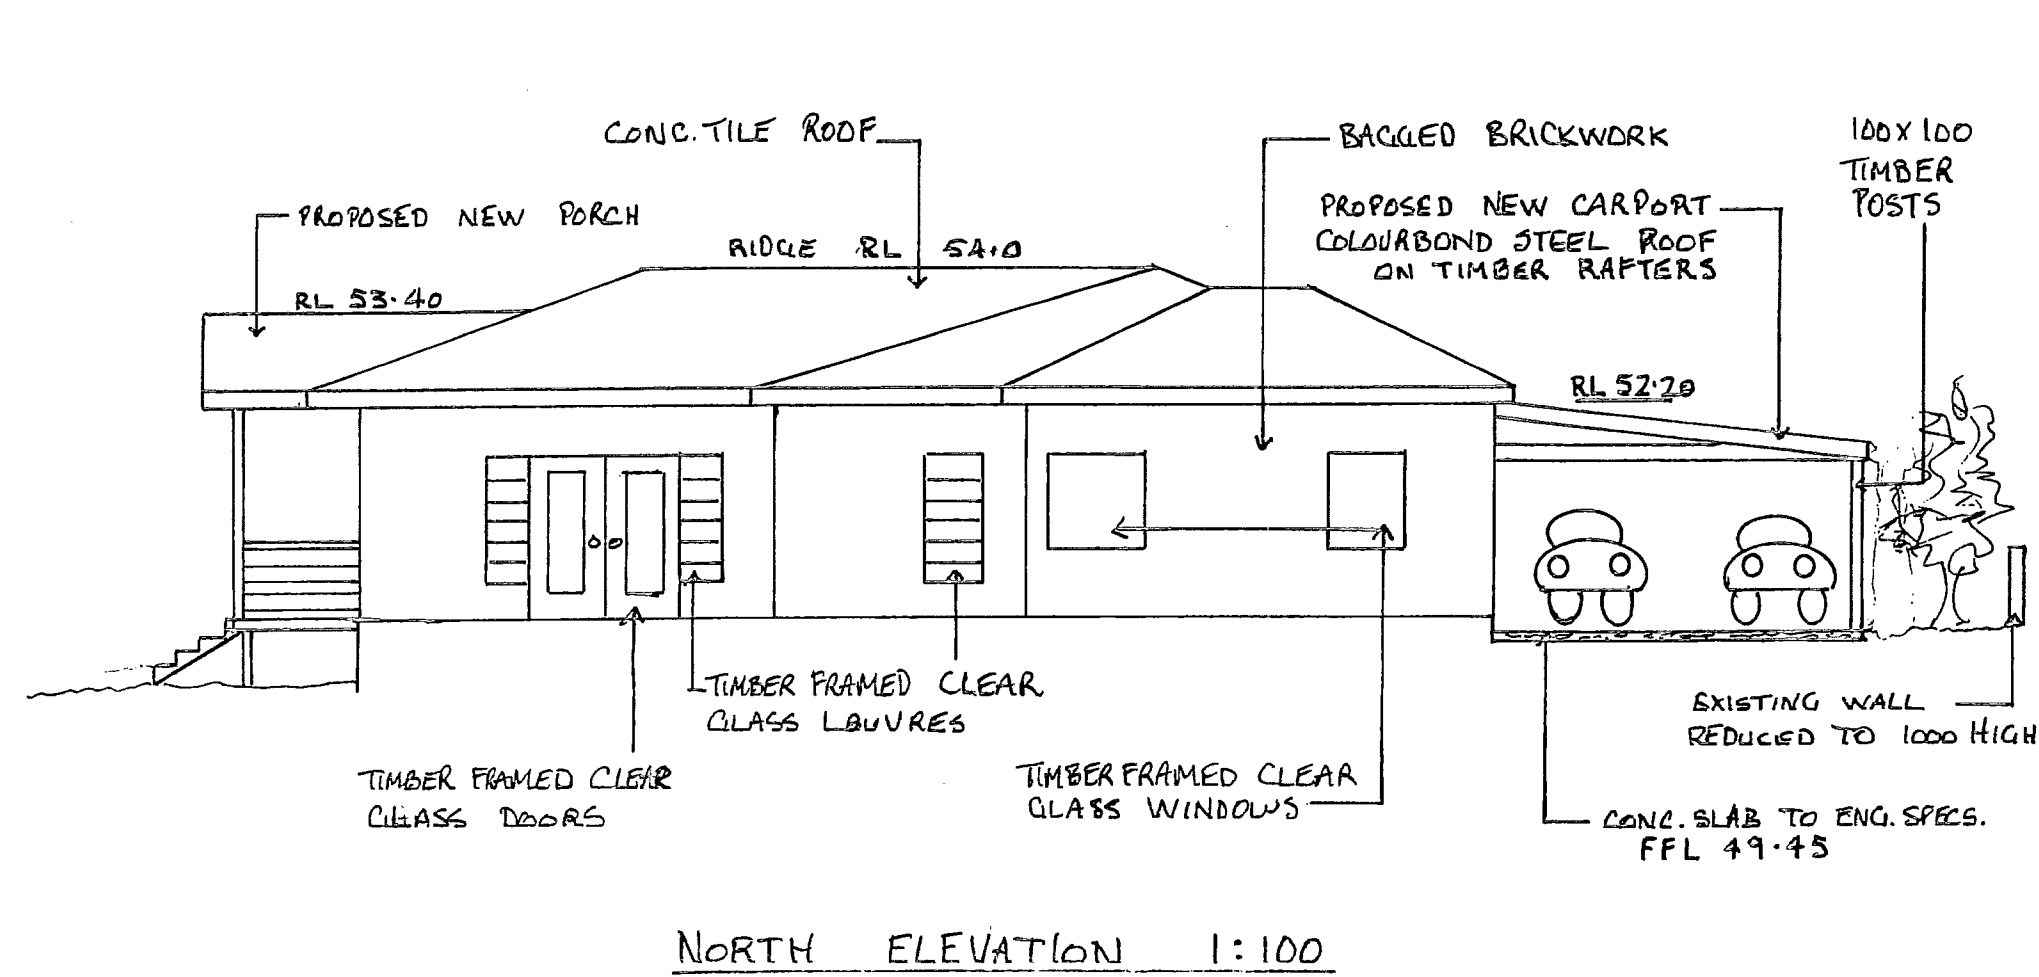 CONC. TILE ROOF
BAGGED BRICKWORK
100 X 100
TIMBER
POSTS
PROPOSED NEW PORCH
PROPOSED NEW CARPORT
COLOURBOND STEEL ROOF
ON TIMBER RAFTERS
RIDGE RL 54.0
RL 53.40
RL 52.20
TIMBER FRAMED CLEAR
GLASS LOUVRES
EXISTING WALL
REDUCED TO 1000 HIGH
TIMBER FRAMED CLEAR
GLASS DOORS
TIMBER FRAMED CLEAR
GLASS WINDOWS
CONC. SLAB TO ENG. SPECS.
FFL 49.45
NORTH ELEVATION 1:100